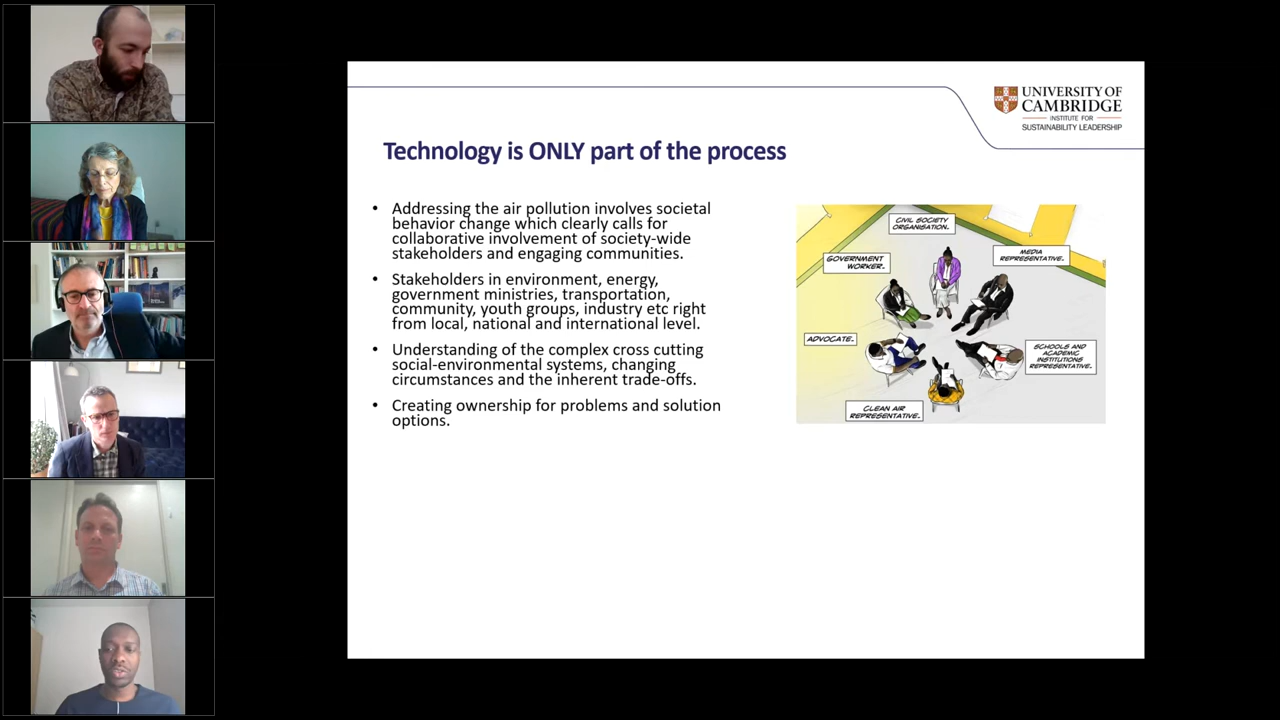 UNIVERSITY OF
CAMBRIDGE
INSTITUTE FOR
SUSTAINABILITY LEADERSHIP
Technology is ONLY part of the process
• Addressing the air pollution involves societal
behavior change which clearly calls for
collaborative involvement of society-wide
stakeholders and engaging communities.
• Stakeholders in environment, energy,
government ministries, transportation,
community, youth groups, industry etc right
from local, national and international level.
• Understanding of the complex cross cutting
social-environmental systems, changing
circumstances and the inherent trade-offs.
• Creating ownership for problems and solution
options.
CIVIL SOCIETY
ORGANISATION.
MEDIA
REPRESENTATIVE.
GOVERNMENT
WORKER.
ADVOCATE.
SCHOOLS AND
ACADEMIC
INSTITUTIONS
REPRESENTATIVE.
CLEAN AIR
REPRESENTATIVE.